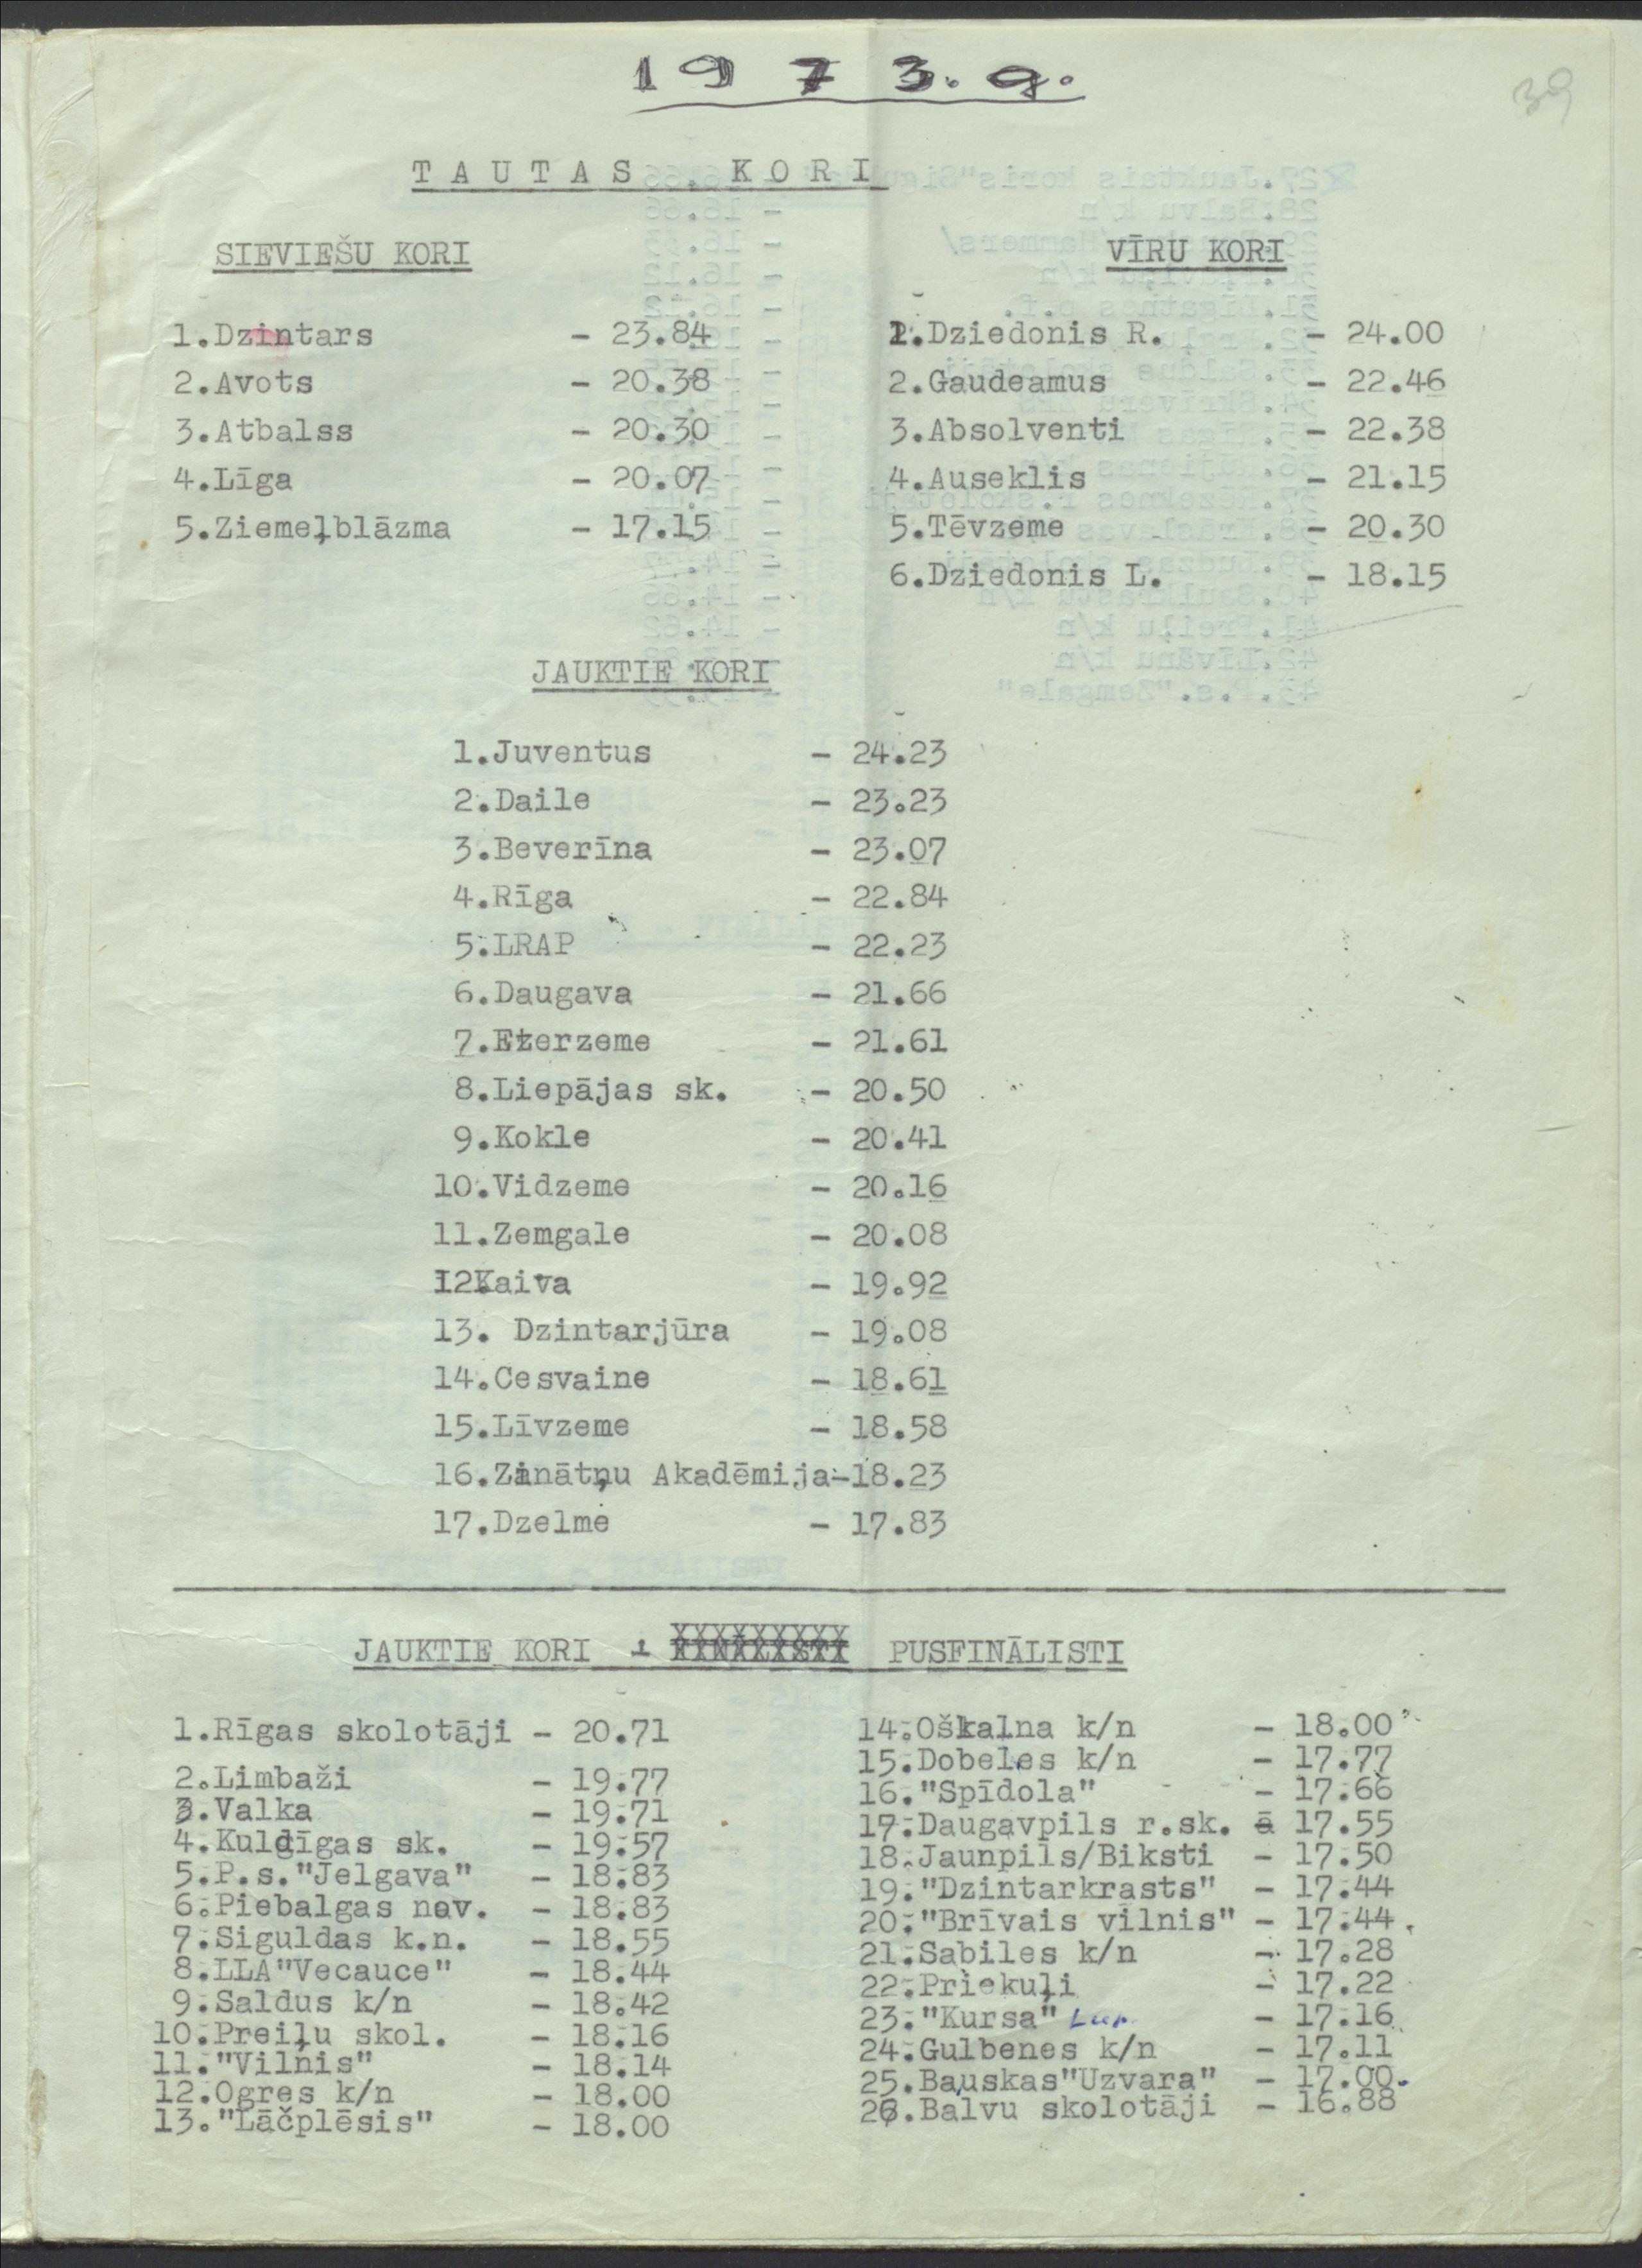 1973.g.
39
TAUTAS KORI
SIEVIEŠU KORI
1.Dzintars - 23.84
2.Avots - 20.38
3.Atbalss - 20.30
4.Līga - 20.07
5.Ziemeļblāzma - 17.15
VĪRU KORI
1.Dziedonis R. - 24.00
2.Gaudeamus - 22.46
3.Absolventi - 22.38
4.Auseklis - 21.15
5.Tēvzeme - 20.30
6.Dziedonis L. - 18.15
JAUKTIE KORI
1.Juventus - 24.23
2.Daile - 23.23
3.Beverīna - 23.07
4.Rīga - 22.84
5.LRAP - 22.23
6.Daugava - 21.66
7.Ezerzeme - 21.61
8.Liepājas sk. - 20.50
9.Kokle - 20.41
10.Vidzeme - 20.16
11.Zemgale - 20.08
12Kaiva - 19.92
13. Dzintarjūra - 19.08
14.Cesvaine - 18.61
15.Līvzeme - 18.58
16.Zinātņu Akadēmija-18.23
17.Dzelme - 17.83
JAUKTIE KORI - PUSFINĀLISTI
1.Rīgas skolotāji - 20.71
2.Limbaži - 19.77
3.Valka - 19.71
4.Kuldīgas sk. - 19.57
5.P.s."Jelgava" - 18.83
6.Piebalgas nov. - 18.83
7.Siguldas k.n. - 18.55
8.LLA"Vecauce" - 18.44
9.Saldus k/n - 18.42
10.Preiļu skol. - 18.16
11."Vilnis" - 18.14
12.Ogres k/n - 18.00
13."Lāčplēsis" - 18.00
14.Oškalna k/n - 18.00
15.Dobeles k/n - 17.77
16."Spīdola" - 17.66
17.Daugavpils r.sk. - 17.55
18.Jaunpils/Biksti - 17.50
19."Dzintarkrasts" - 17.44
20."Brīvais vilnis" - 17.44
21.Sabiles k/n - 17.28
22.Priekuļi - 17.22
23."Kursa" - 17.16
24.Gulbenes k/n - 17.11
25.Bauskas"Uzvara" - 17.00
26.Balvu skolotāji - 16.88